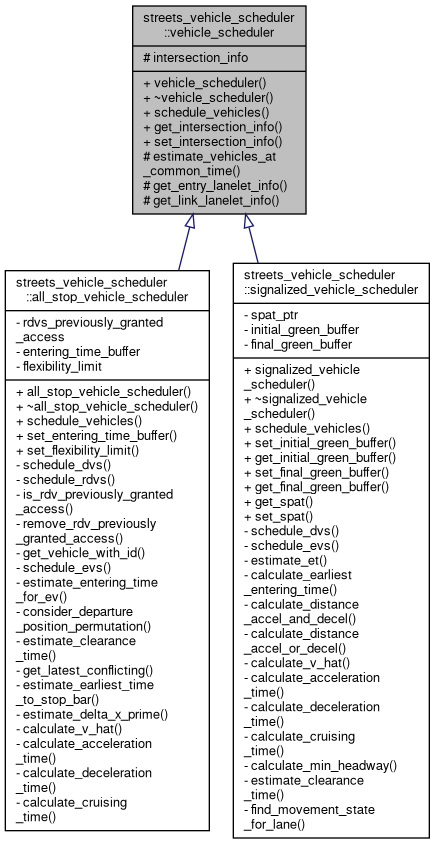 streets_vehicle_scheduler
::vehicle_scheduler
# intersection_info
+ vehicle_scheduler()
+ ~vehicle_scheduler()
+ schedule_vehicles()
+ get_intersection_info()
+ set_intersection_info()
# estimate_vehicles_at
_common_time()
# get_entry_lanelet_info()
# get_link_lanelet_info()
streets_vehicle_scheduler
::all_stop_vehicle_scheduler
- rdvs_previously_granted
_access
- entering_time_buffer
- flexibility_limit
+ all_stop_vehicle_scheduler()
+ ~all_stop_vehicle_scheduler()
+ schedule_vehicles()
+ set_entering_time_buffer()
+ set_flexibility_limit()
- schedule_dvs()
- schedule_rdvs()
- is_rdv_previously_granted
_access()
- remove_rdv_previously
_granted_access()
- get_vehicle_with_id()
- schedule_evs()
- estimate_entering_time
_for_ev()
- consider_departure
_position_permutation()
- estimate_clearance
_time()
- get_latest_conflicting()
- estimate_earliest_time
_to_stop_bar()
- estimate_delta_x_prime()
- calculate_v_hat()
- calculate_acceleration
_time()
- calculate_deceleration
_time()
- calculate_cruising
_time()
streets_vehicle_scheduler
::signalized_vehicle_scheduler
- spat_ptr
- initial_green_buffer
- final_green_buffer
+ signalized_vehicle
_scheduler()
+ ~signalized_vehicle
_scheduler()
+ schedule_vehicles()
+ set_initial_green_buffer()
+ get_initial_green_buffer()
+ set_final_green_buffer()
+ get_final_green_buffer()
+ get_spat()
+ set_spat()
- schedule_dvs()
- schedule_evs()
- estimate_et()
- calculate_earliest
_entering_time()
- calculate_distance
_accel_and_decel()
- calculate_distance
_accel_or_decel()
- calculate_v_hat()
- calculate_acceleration
_time()
- calculate_deceleration
_time()
- calculate_cruising
_time()
- calculate_min_headway()
- estimate_clearance
_time()
- find_movement_state
_for_lane()